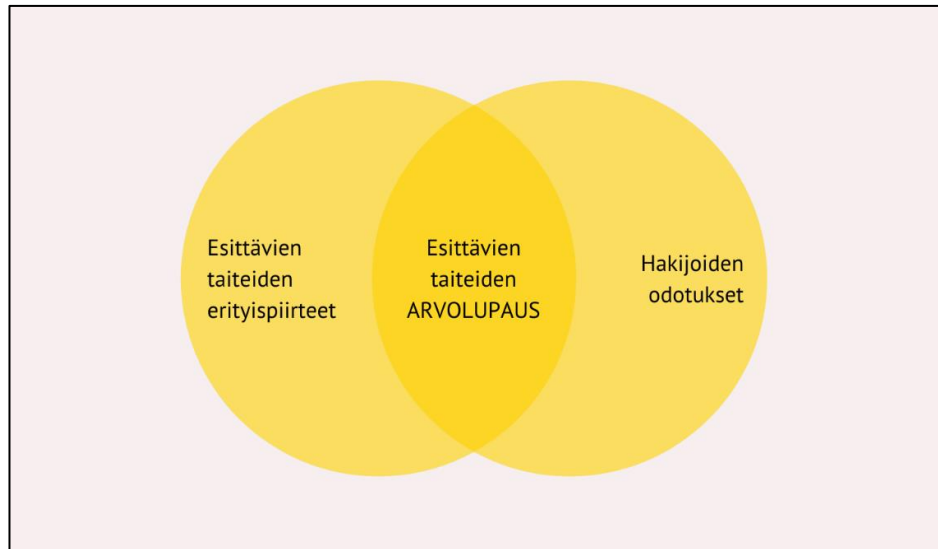 Esittävien
taiteiden
erityispiirteet
Esittävien
taiteiden
ARVOLUPAUS
Hakijoiden
odotukset